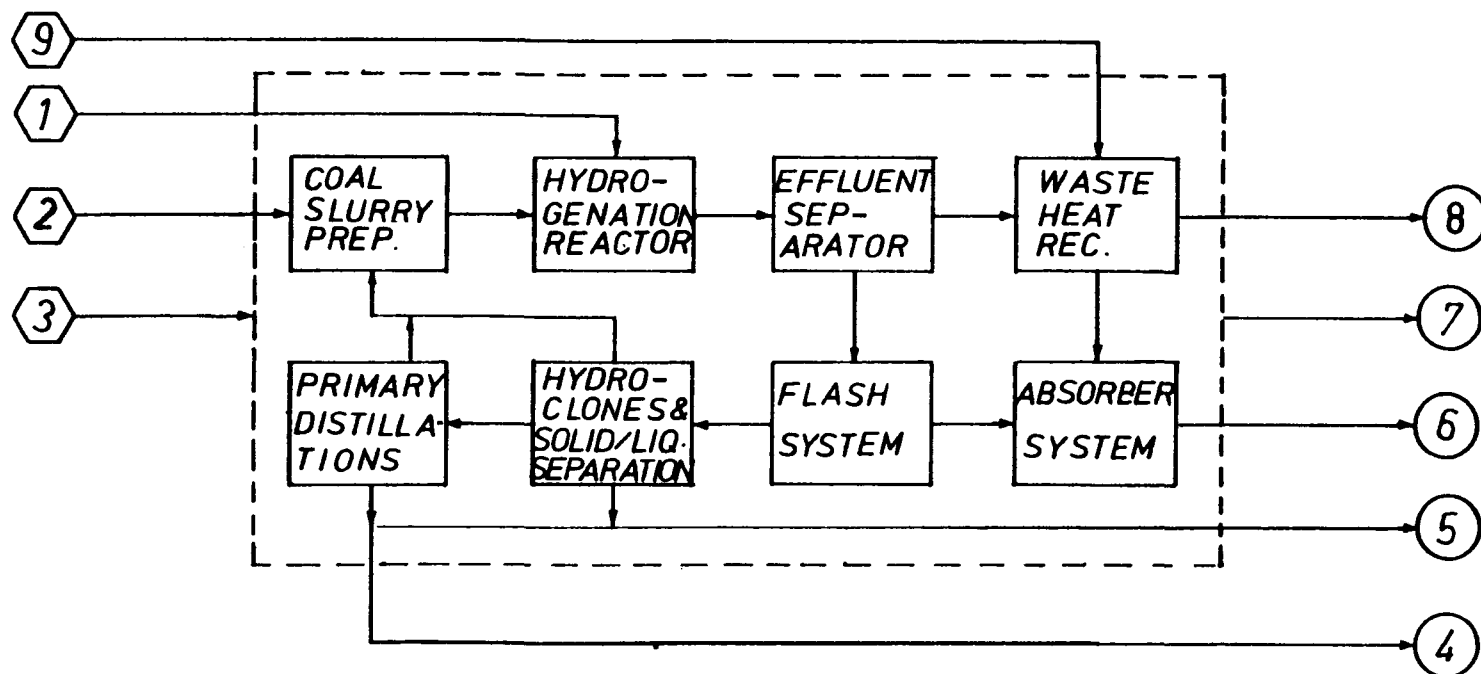 9
1
2
3
COAL
SLURRY
PREP.
HYDRO-
GENATION
REACTOR
EFFLUENT
SEP-
ARATOR
WASTE
HEAT
REC.
PRIMARY
DISTILLA-
TIONS
HYDRO-
CLONES &
SOLID/LIQ.
SEPARATION
FLASH
SYSTEM
ABSORBER
SYSTEM
8
7
6
5
4